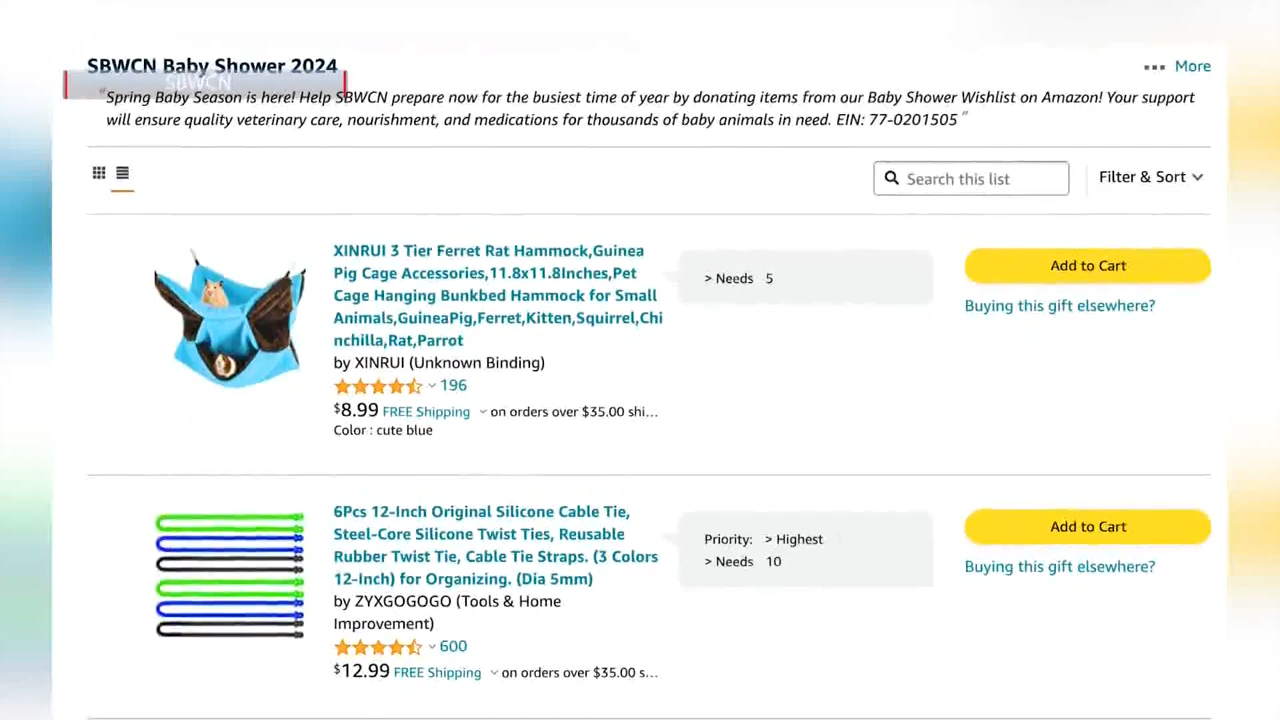 SBWCN Baby Shower 2024
SBWCN
More
"Spring Baby Season is here! Help SBWCN prepare now for the busiest time of year by donating items from our Baby Shower Wishlist on Amazon! Your support
will ensure quality veterinary care, nourishment, and medications for thousands of baby animals in need. EIN: 77-0201505"
Search this list
Filter & Sort
XINRUI 3 Tier Ferret Rat Hammock,Guinea
Pig Cage Accessories,11.8x11.8Inches,Pet
Cage Hanging Bunkbed Hammock for Small
Animals,GuineaPig,Ferret,Kitten,Squirrel,Chi
nchilla,Rat,Parrot
by XINRUI (Unknown Binding)
196
$8.99 FREE Shipping on orders over $35.00 shi...
Color : cute blue
> Needs 5
Add to Cart
Buying this gift elsewhere?
6Pcs 12-Inch Original Silicone Cable Tie,
Steel-Core Silicone Twist Ties, Reusable
Rubber Twist Tie, Cable Tie Straps. (3 Colors
12-Inch) for Organizing. (Dia 5mm)
by ZYXGOGOGO (Tools & Home
Improvement)
600
$12.99 FREE Shipping on orders over $35.00 s...
Priority: > Highest
> Needs 10
Add to Cart
Buying this gift elsewhere?